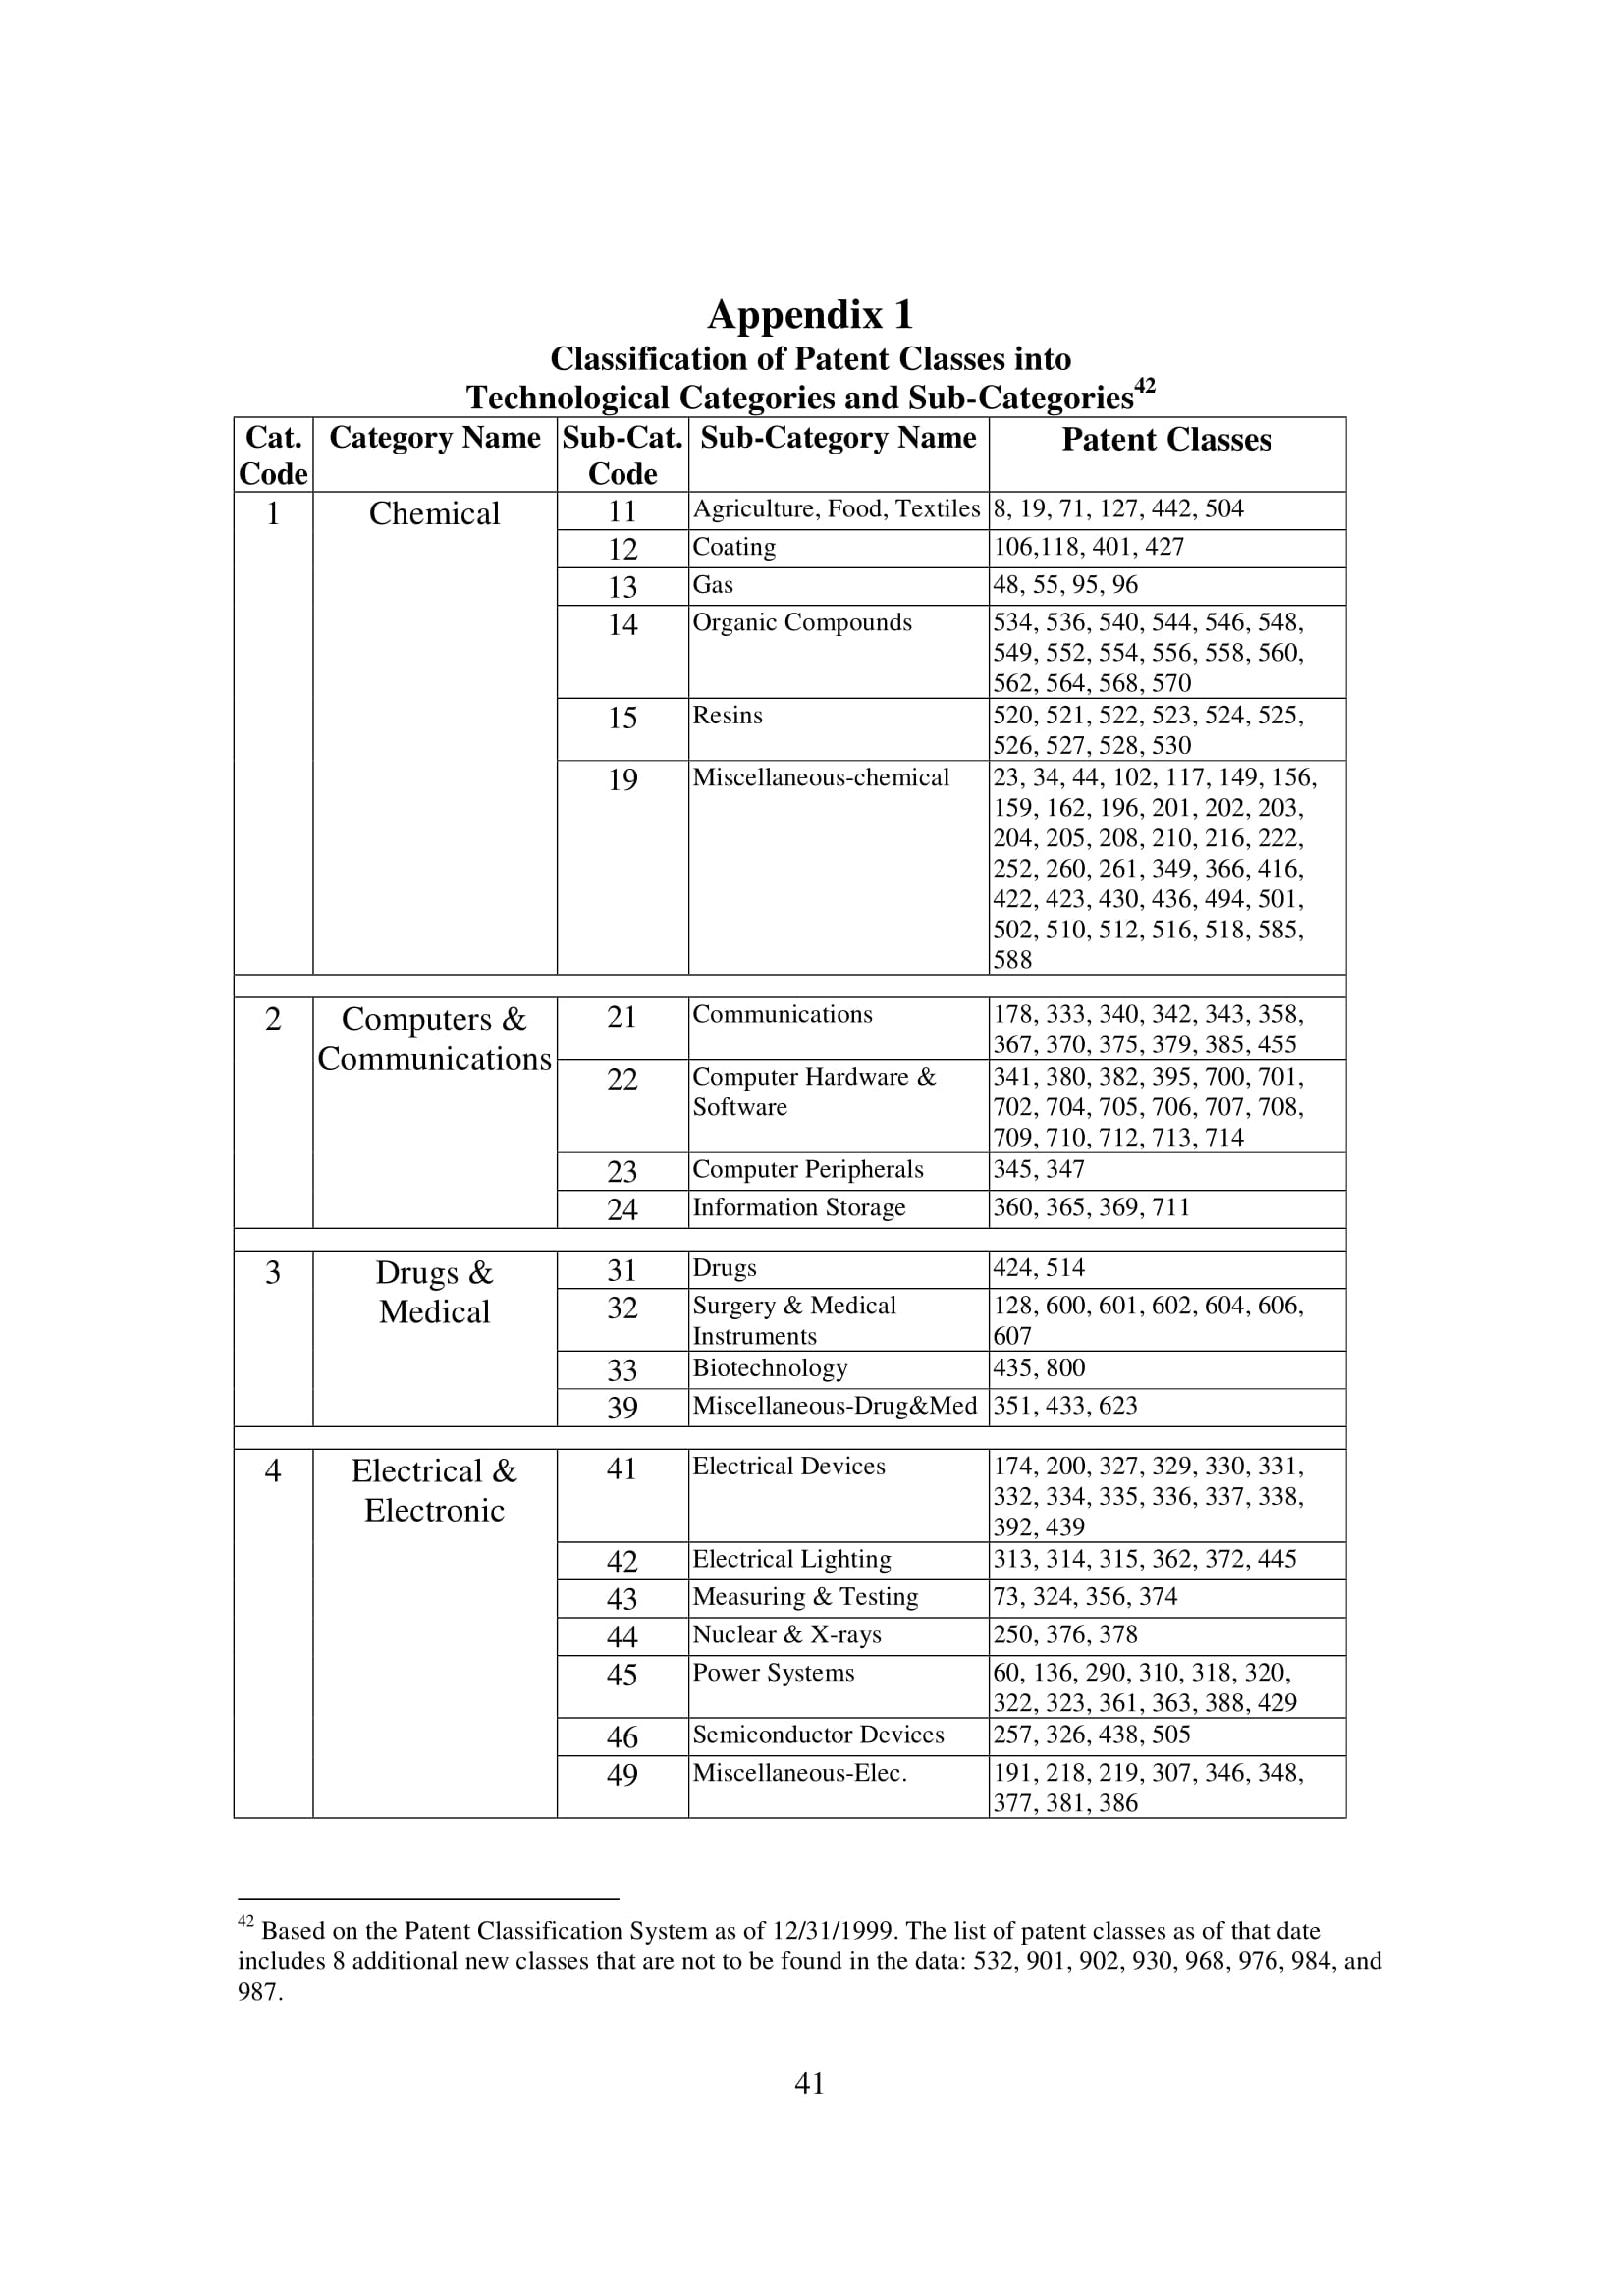 Appendix 1
Classification of Patent Classes into
Technological Categories and Sub-Categories42
Cat. Code | Category Name | Sub-Cat. Code | Sub-Category Name | Patent Classes
1 | Chemical | 11 | Agriculture, Food, Textiles | 8, 19, 71, 127, 442, 504
12 | Coating | 106,118, 401, 427
13 | Gas | 48, 55, 95, 96
14 | Organic Compounds | 534, 536, 540, 544, 546, 548,
549, 552, 554, 556, 558, 560,
562, 564, 568, 570
15 | Resins | 520, 521, 522, 523, 524, 525,
526, 527, 528, 530
19 | Miscellaneous-chemical | 23, 34, 44, 102, 117, 149, 156,
159, 162, 196, 201, 202, 203,
204, 205, 208, 210, 216, 222,
252, 260, 261, 349, 366, 416,
422, 423, 430, 436, 494, 501,
502, 510, 512, 516, 518, 585,
588
2 | Computers & Communications | 21 | Communications | 178, 333, 340, 342, 343, 358,
367, 370, 375, 379, 385, 455
22 | Computer Hardware & Software | 341, 380, 382, 395, 700, 701,
702, 704, 705, 706, 707, 708,
709, 710, 712, 713, 714
23 | Computer Peripherals | 345, 347
24 | Information Storage | 360, 365, 369, 711
3 | Drugs & Medical | 31 | Drugs | 424, 514
32 | Surgery & Medical Instruments | 128, 600, 601, 602, 604, 606,
607
33 | Biotechnology | 435, 800
39 | Miscellaneous-Drug&Med | 351, 433, 623
4 | Electrical & Electronic | 41 | Electrical Devices | 174, 200, 327, 329, 330, 331,
332, 334, 335, 336, 337, 338,
392, 439
42 | Electrical Lighting | 313, 314, 315, 362, 372, 445
43 | Measuring & Testing | 73, 324, 356, 374
44 | Nuclear & X-rays | 250, 376, 378
45 | Power Systems | 60, 136, 290, 310, 318, 320,
322, 323, 361, 363, 388, 429
46 | Semiconductor Devices | 257, 326, 438, 505
49 | Miscellaneous-Elec. | 191, 218, 219, 307, 346, 348,
377, 381, 386
42 Based on the Patent Classification System as of 12/31/1999. The list of patent classes as of that date
includes 8 additional new classes that are not to be found in the data: 532, 901, 902, 930, 968, 976, 984, and
987.
41